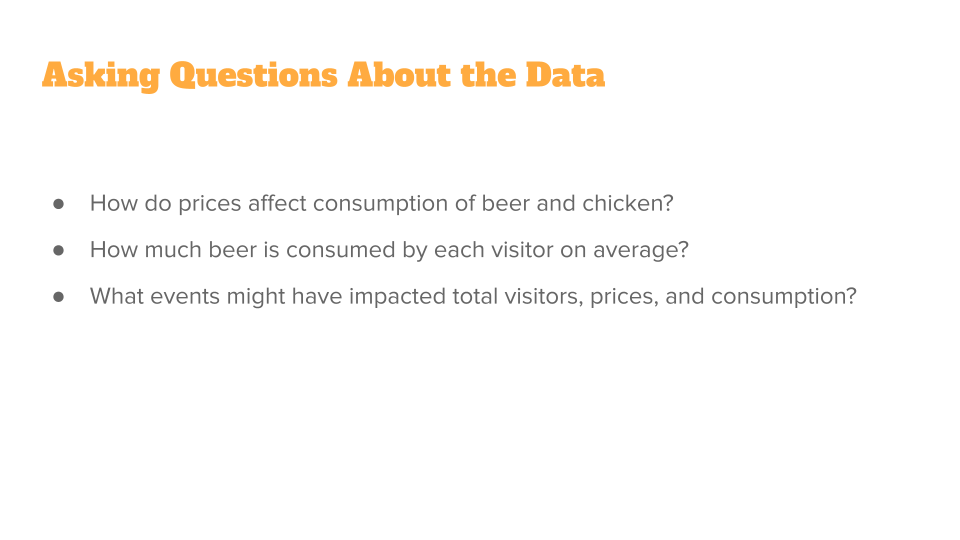 Asking Questions About the Data
● How do prices affect consumption of beer and chicken?
● How much beer is consumed by each visitor on average?
● What events might have impacted total visitors, prices, and consumption?